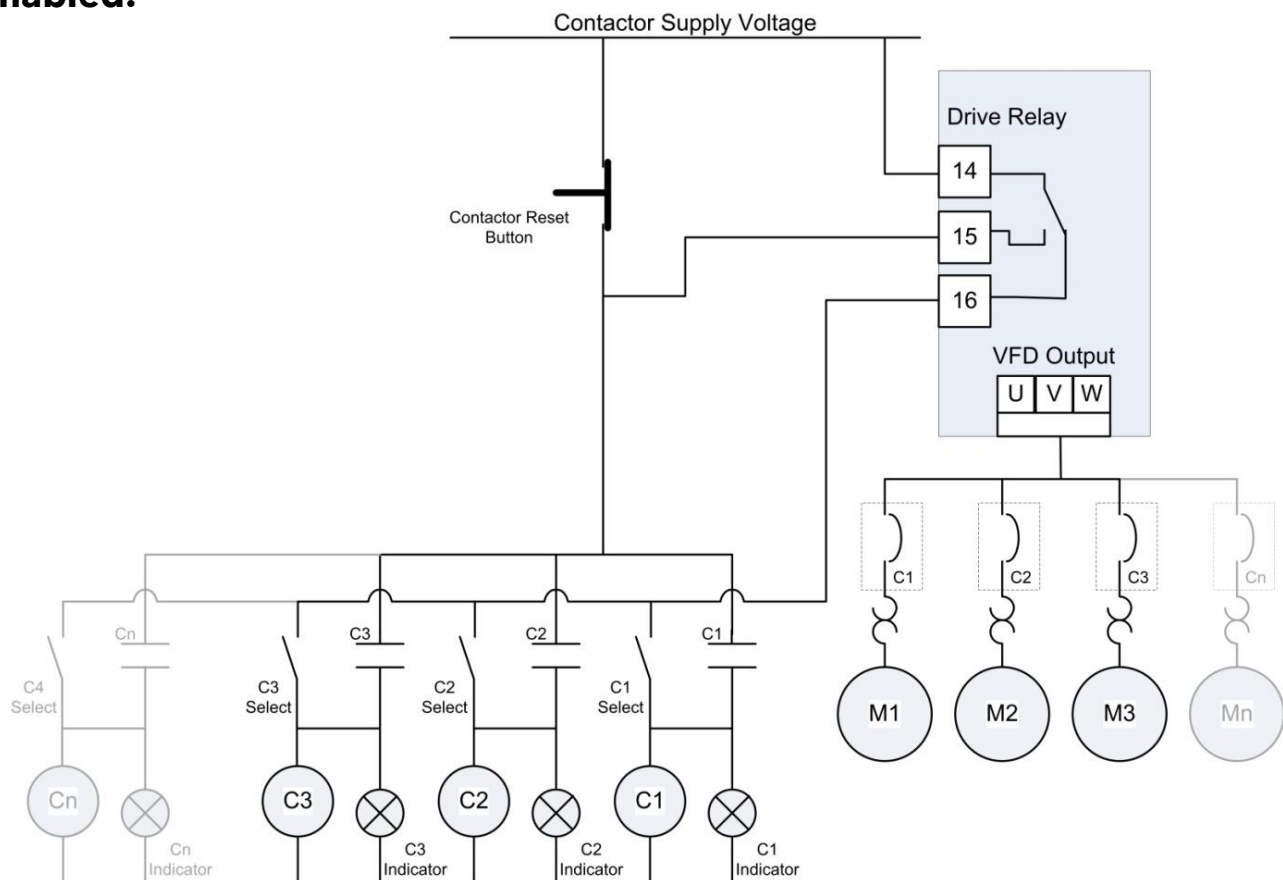 Contactor Supply Voltage
Drive Relay
14
Contactor Reset
Button
15
16
VFD Output
U V W
C1 C2 C3 Cn
Cn C3 C2 C1
C4
Select
C3
Select
C2
Select
C1
Select
M1 M2 M3 Mn
Cn C3 C2 C1
Cn
Indicator
C3
Indicator
C2
Indicator
C1
Indicator